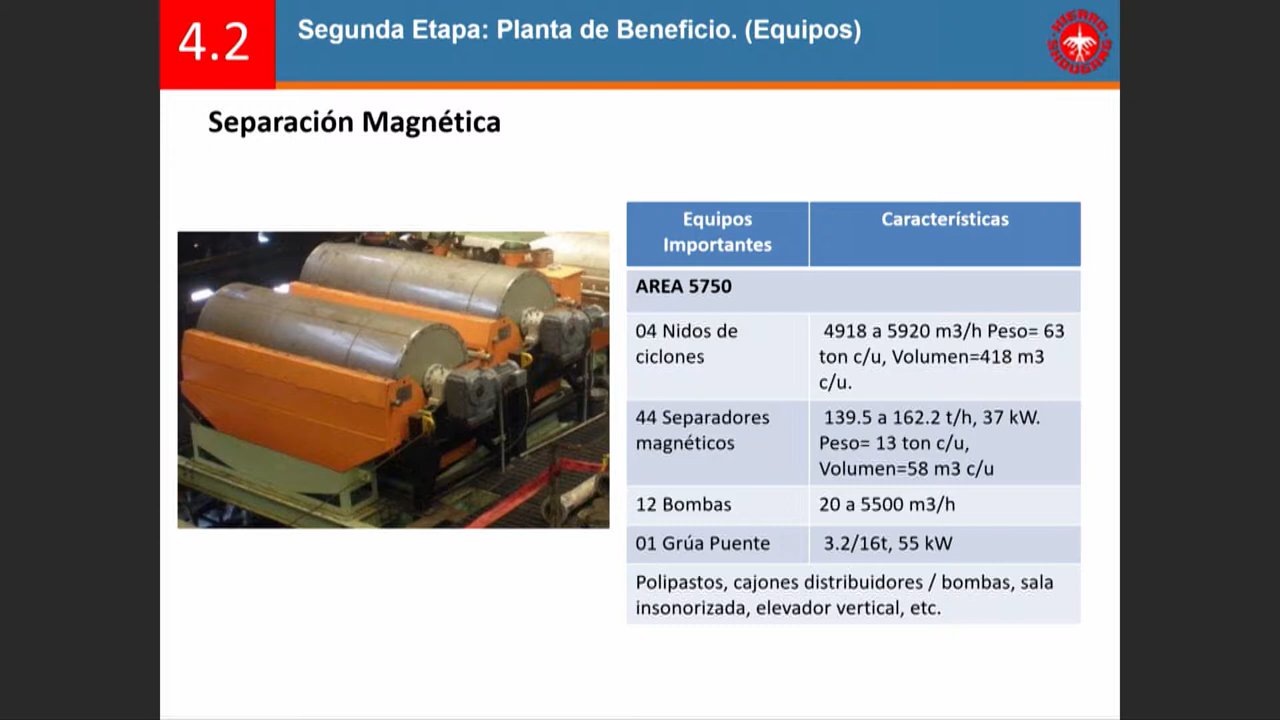 4.2
Segunda Etapa: Planta de Beneficio. (Equipos)
HIERRO
SHOUGANG
Separación Magnética
Equipos
Importantes
Características
AREA 5750
04 Nidos de
ciclones
4918 a 5920 m3/h Peso= 63
ton c/u, Volumen=418 m3
c/u.
44 Separadores
magnéticos
139.5 a 162.2 t/h, 37 kW.
Peso= 13 ton c/u,
Volumen=58 m3 c/u
12 Bombas
20 a 5500 m3/h
01 Grúa Puente
3.2/16t, 55 kW
Polipastos, cajones distribuidores / bombas, sala
insonorizada, elevador vertical, etc.